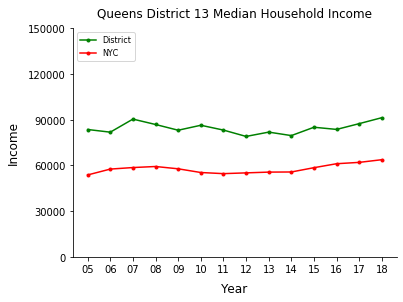 Queens District 13 Median Household Income
150000
120000
90000
60000
30000
0
District
NYC
Income
05 06 07 08 09 10 11 12 13 14 15 16 17 18
Year